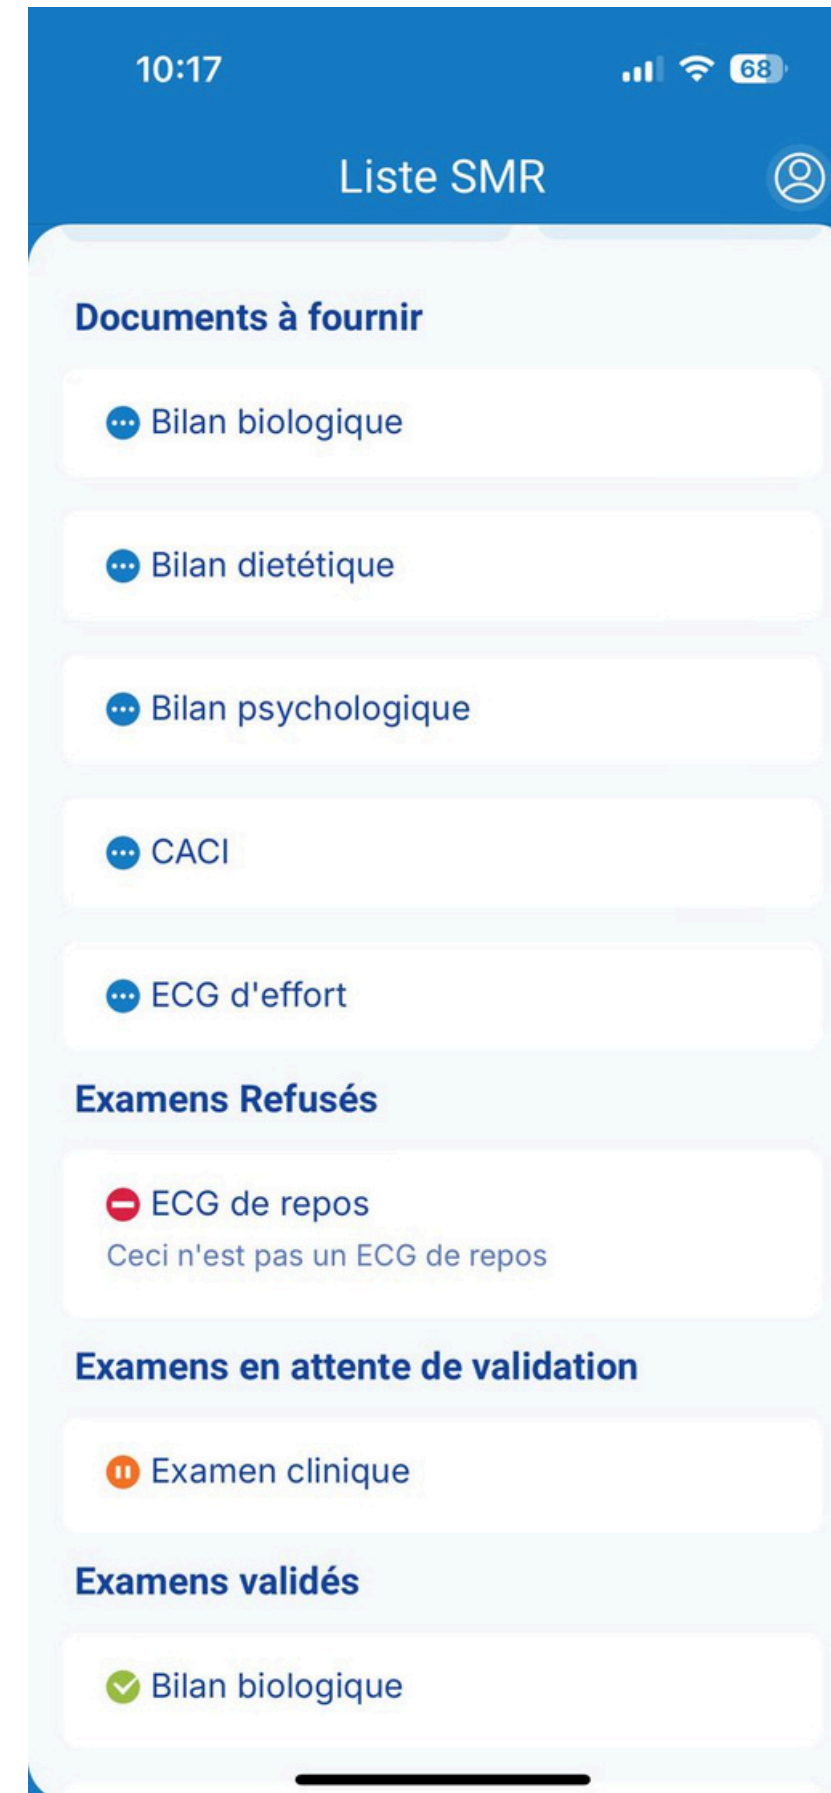 10:17
68
Liste SMR
Documents à fournir
Bilan biologique
Bilan dietétique
Bilan psychologique
CACI
ECG d'effort
Examens Refusés
ECG de repos
Ceci n'est pas un ECG de repos
Examens en attente de validation
Examen clinique
Examens validés
Bilan biologique